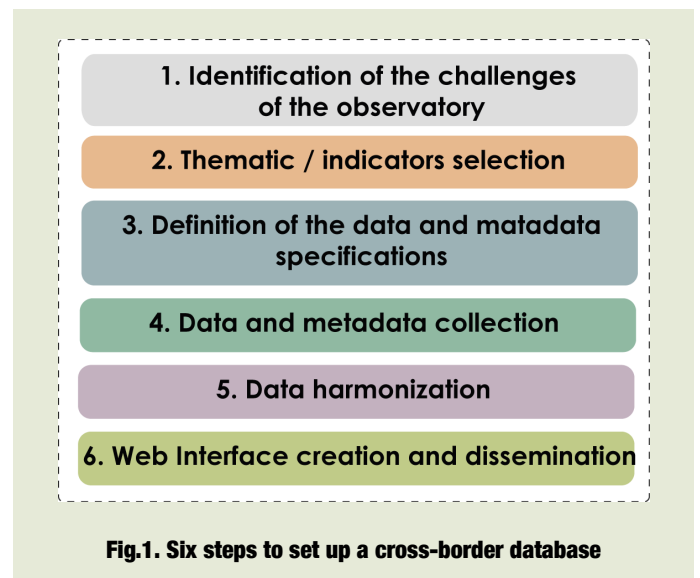 1. Identification of the challenges
of the observatory
2. Thematic / indicators selection
3. Definition of the data and matadata
specifications
4. Data and metadata collection
5. Data harmonization
6. Web Interface creation and dissemination
Fig.1. Six steps to set up a cross-border database